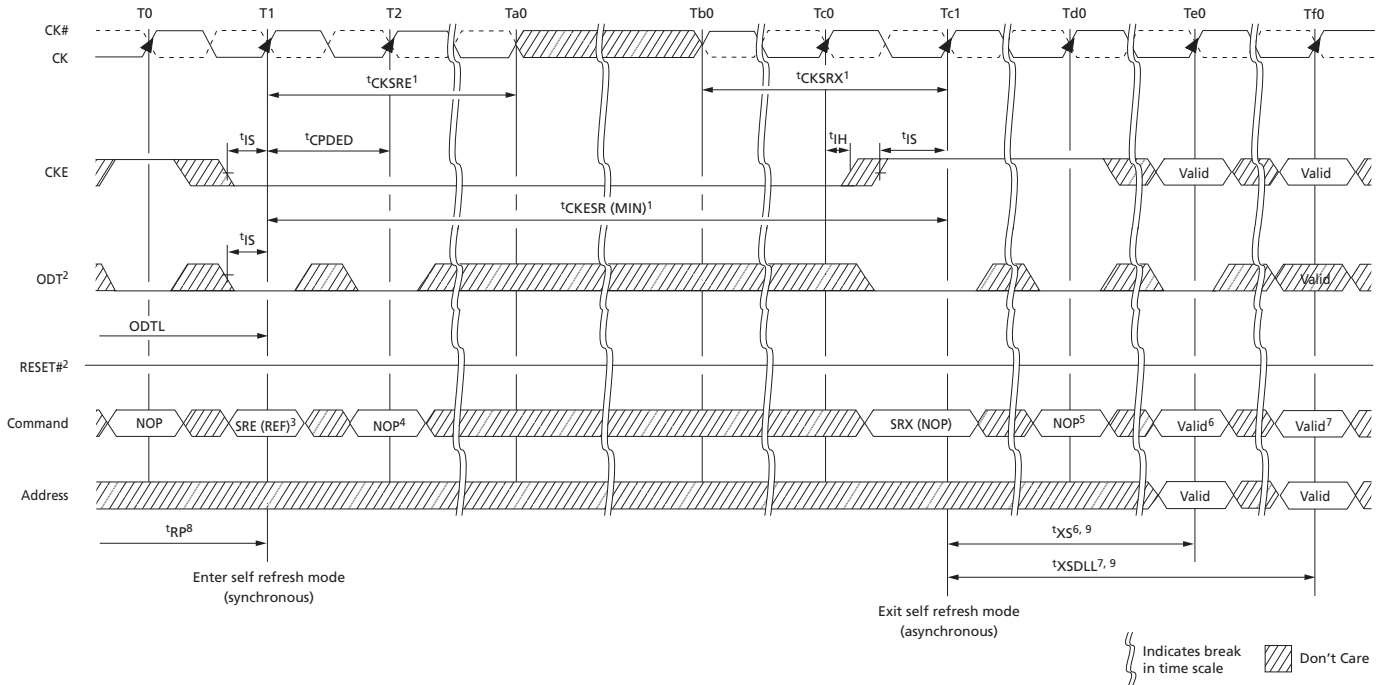 T0 T1 T2 Ta0 Tb0 Tc0 Tc1 Td0 Te0 Tf0
CK#
CK
tCKSRE1
tCKSRX1
tIS
tCPDED
tIH
tIS
CKE
Valid
Valid
tCKESR (MIN)1
tIS
ODT2
Valid
ODTL
RESET#2
Command
NOP
SRE (REF)3
NOP4
SRX (NOP)
NOP5
Valid6
Valid7
Address
Valid
Valid
tRP8
tXS6, 9
Enter self refresh mode
(synchronous)
tXSDLL7, 9
Exit self refresh mode
(asynchronous)
Indicates break
in time scale
Don't Care